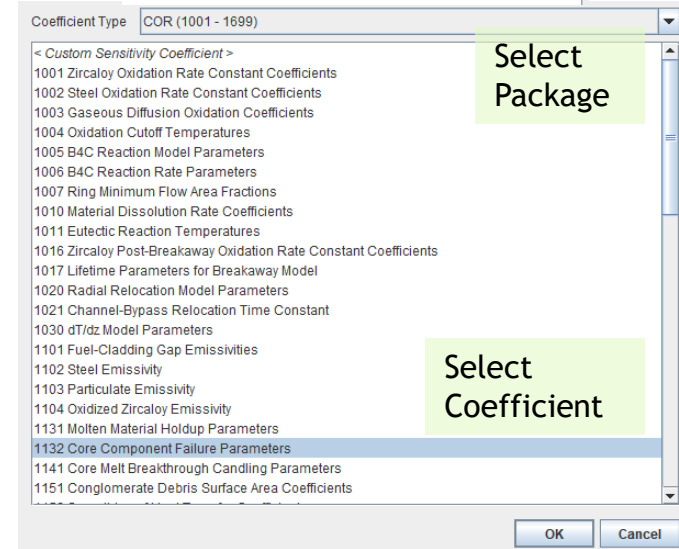 Coefficient Type COR (1001 - 1699)
< Custom Sensitivity Coefficient >
Select
Package
1001 Zircaloy Oxidation Rate Constant Coefficients
1002 Steel Oxidation Rate Constant Coefficients
1003 Gaseous Diffusion Oxidation Coefficients
1004 Oxidation Cutoff Temperatures
1005 B4C Reaction Model Parameters
1006 B4C Reaction Rate Parameters
1007 Ring Minimum Flow Area Fractions
1010 Material Dissolution Rate Coefficients
1011 Eutectic Reaction Temperatures
1016 Zircaloy Post-Breakaway Oxidation Rate Constant Coefficients
1017 Lifetime Parameters for Breakaway Model
1020 Radial Relocation Model Parameters
1021 Channel-Bypass Relocation Time Constant
1030 dT/dz Model Parameters
1101 Fuel-Cladding Gap Emissivities
1102 Steel Emissivity
1103 Particulate Emissivity
1104 Oxidized Zircaloy Emissivity
Select
Coefficient
1131 Molten Material Holdup Parameters
1132 Core Component Failure Parameters
1141 Core Melt Breakthrough Candling Parameters
1151 Conglomerate Debris Surface Area Coefficients
OK Cancel